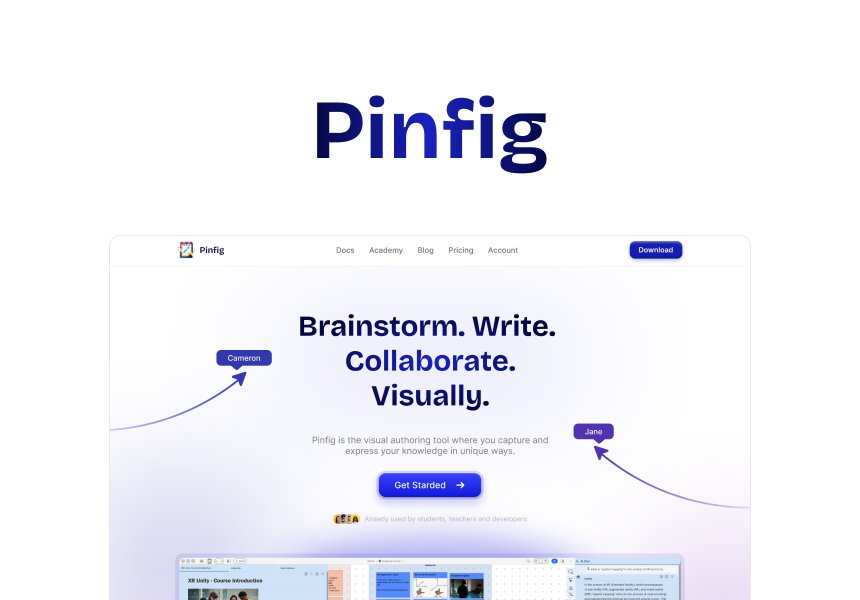 Pinfig
Pinfig
Docs Academy Blog Pricing Account
Download
Brainstorm. Write.
Collaborate.
Visually.
Cameron
Jane
Pinfig is the visual authoring tool where you capture and
express your knowledge in unique ways.
Get Starded
Already used by students, teachers and developers
XR Unity - Course Introduction